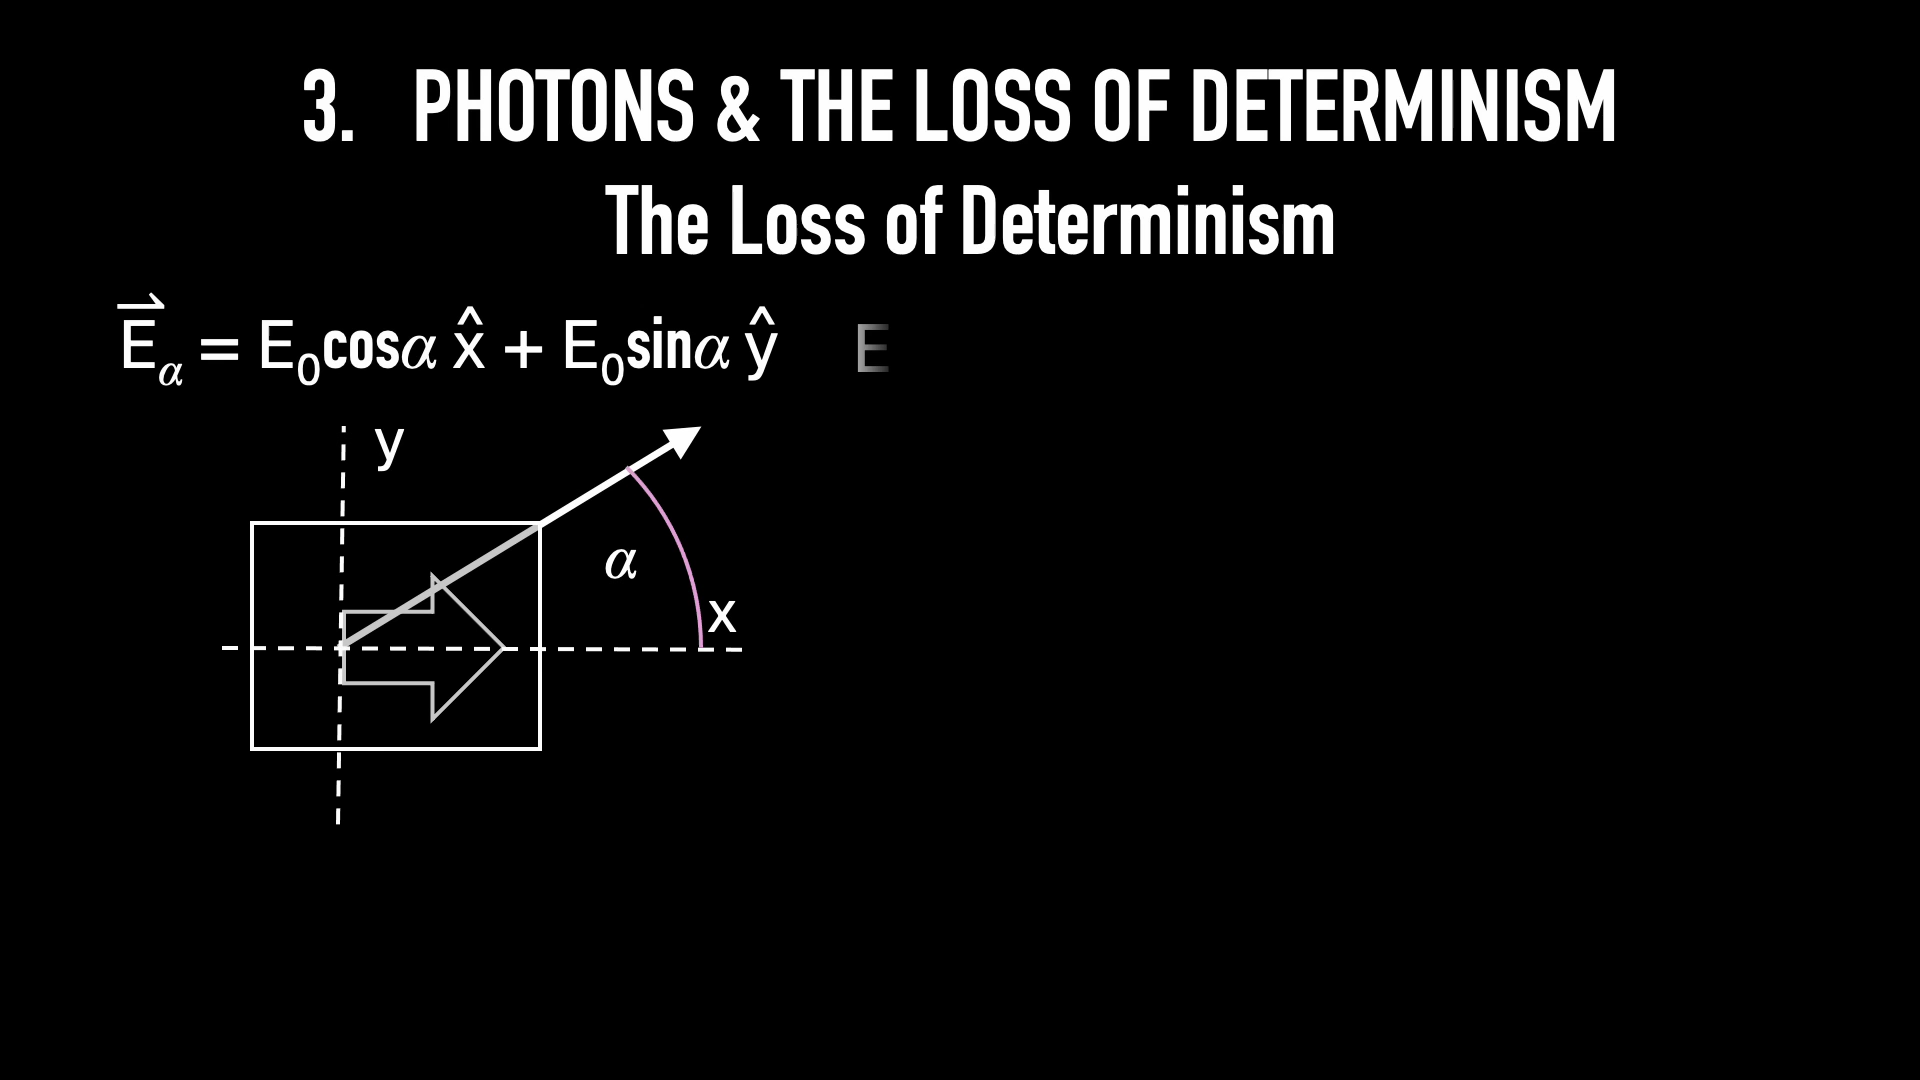 3. PHOTONS & THE LOSS OF DETERMINISM
The Loss of Determinism
E⃗α = E₀cosα x̂ + E₀sinα ŷ E
y
α
x